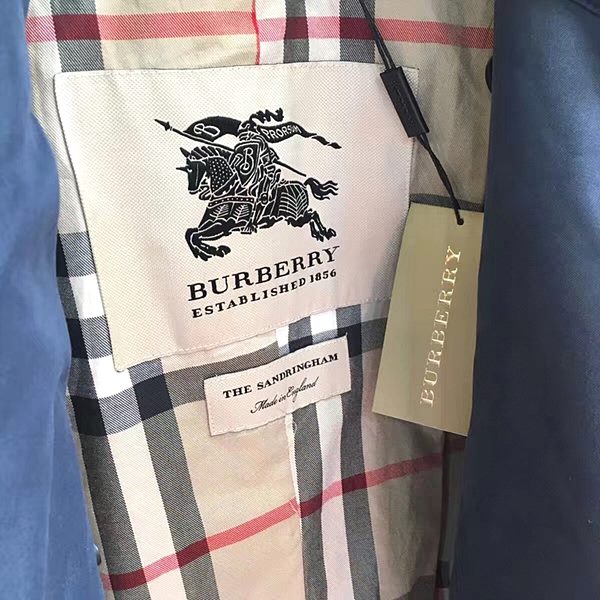 PRORSUM
BURBERRY
ESTABLISHED 1856
THE SANDRINGHAM
Made in England
BURBERRY